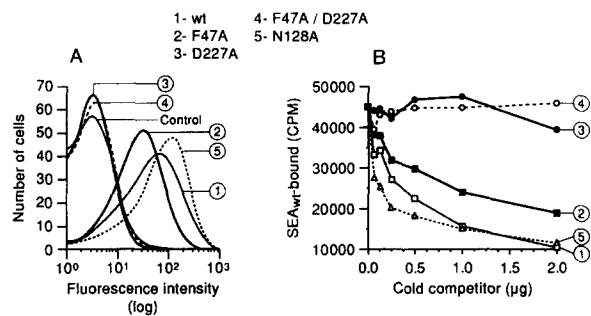 1- wt 4- F47A / D227A
2- F47A 5- N128A
3- D227A
A
B
Number of cells
70
60
50
40
30
20
10
0
10⁰ 10¹ 10² 10³
Fluorescence intensity
(log)
3
4
Control
2
5
1
SEAwt-bound (CPM)
50000
40000
30000
20000
10000
0.0 0.5 1.0 2.0
Cold competitor (µg)
4
3
2
5
1